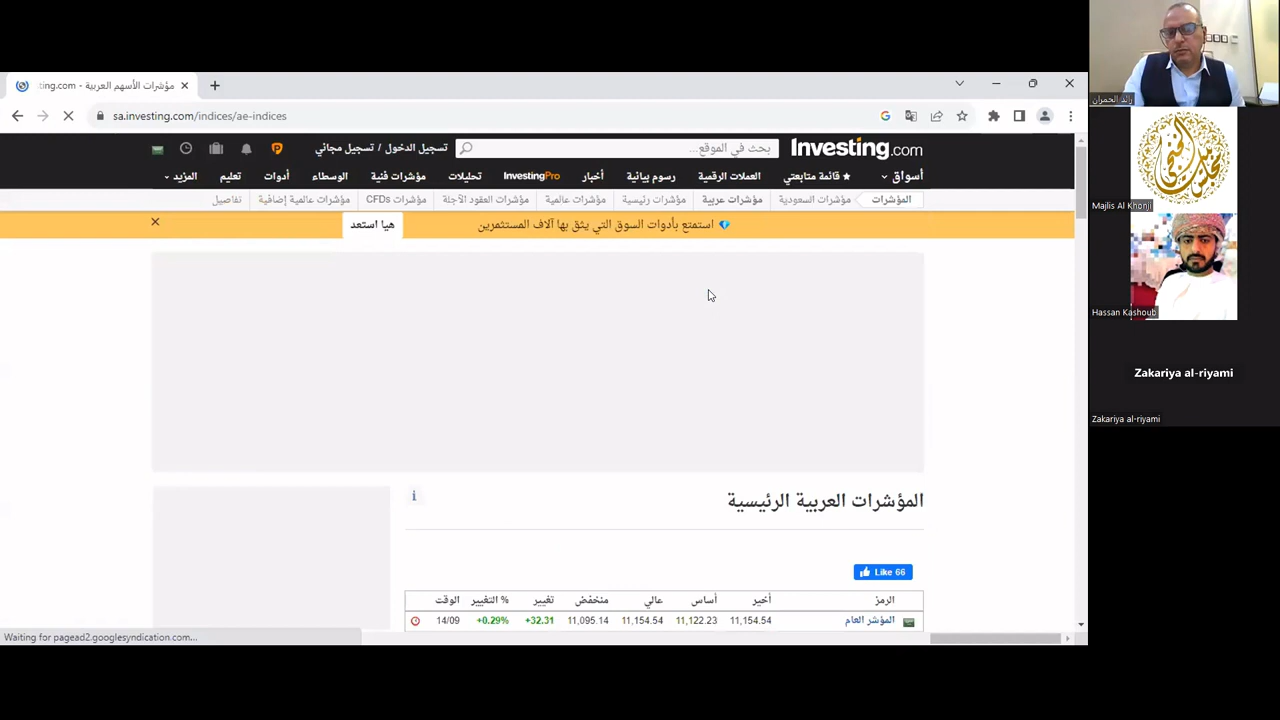 مؤشرات الأسهم العربية - ting.com
sa.investing.com/indices/ae-indices
Investing.com
بحث في الموقع...
تسجيل الدخول / تسجيل مجاني
أسواق
قائمة متابعتي
العملات الرقمية
رسوم بيانية
أخبار
InvestingPro
تحليلات
مؤشرات فنية
الوسطاء
أدوات
تعليم
المزيد
المؤشرات
مؤشرات السعودية
مؤشرات عربية
مؤشرات رئيسية
مؤشرات عالمية
مؤشرات العقود الآجلة
مؤشرات CFDs
مؤشرات عالمية إضافية
تفاصيل
استمتع بأدوات السوق التي يثق بها آلاف المستثمرين
هيا استعد
المؤشرات العربية الرئيسية
Like 66
الرمز أخير أساس عالي منخفض تغيير % التغيير الوقت
المؤشر العام 11,154.54 11,122.23 11,154.54 11,095.14 +32.31 +0.29% 14/09
Waiting for pagead2.googlesyndication.com...
رائد الحمران
Majlis Al Khonji
Hassan Kashoub
Zakariya al-riyami
Zakariya al-riyami